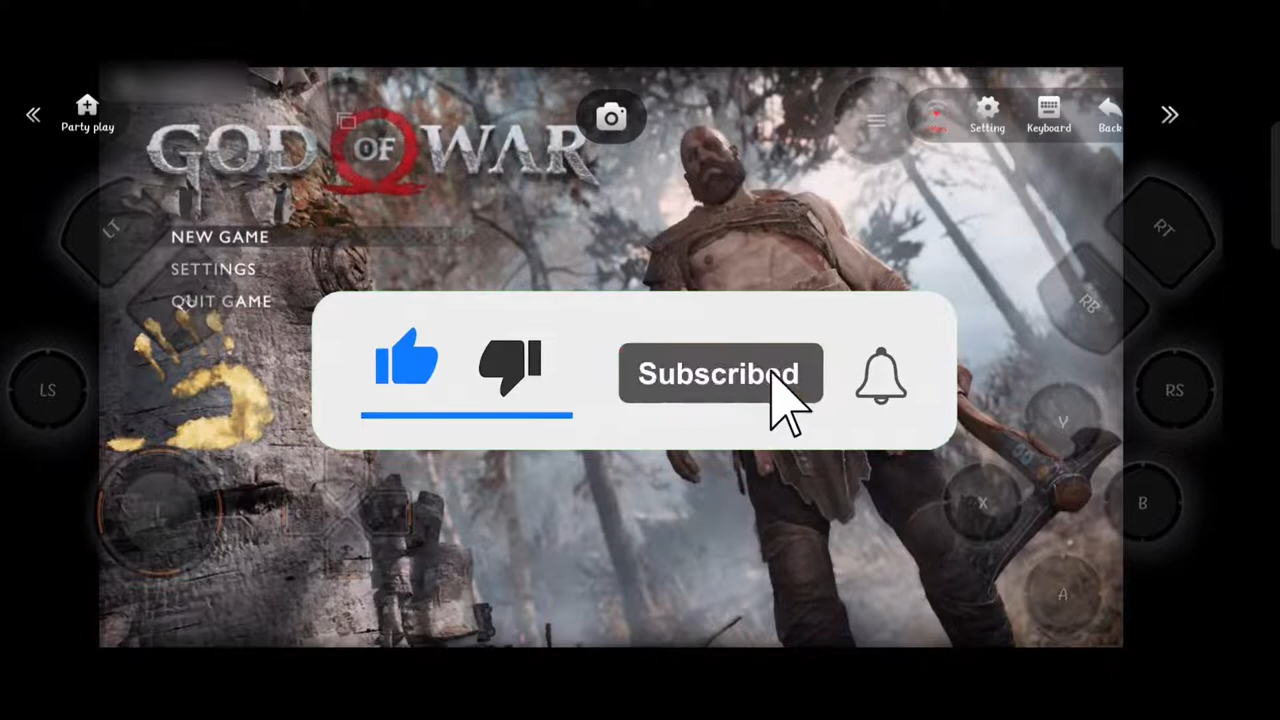 Party play
Setting
Keyboard
Back
GOD OF WAR
LT
RT
NEW GAME
SETTINGS
QUIT GAME
RB
Subscribed
LS
RS
Y
X
B
A